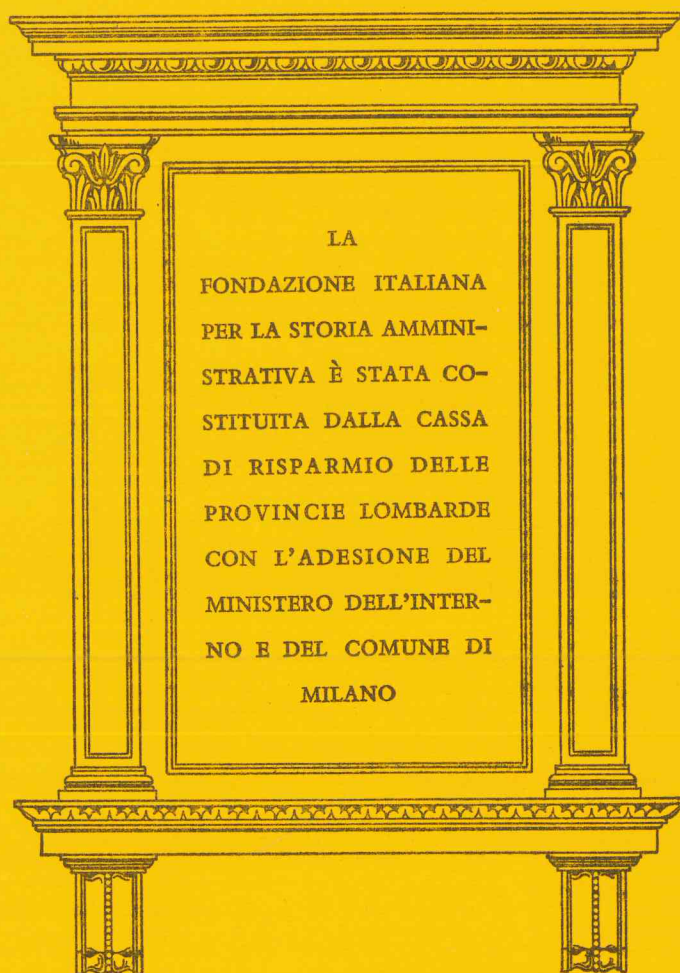 LA
FONDAZIONE ITALIANA
PER LA STORIA AMMINI-
STRATIVA È STATA CO-
STITUITA DALLA CASSA
DI RISPARMIO DELLE
PROVINCIE LOMBARDE
CON L'ADESIONE DEL
MINISTERO DELL'INTER-
NO E DEL COMUNE DI
MILANO